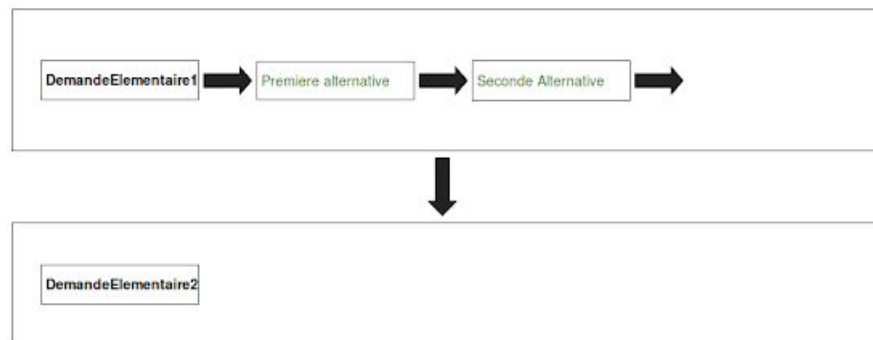 DemandeElementaire1
Premiere alternative
Seconde Alternative
DemandeElementaire2